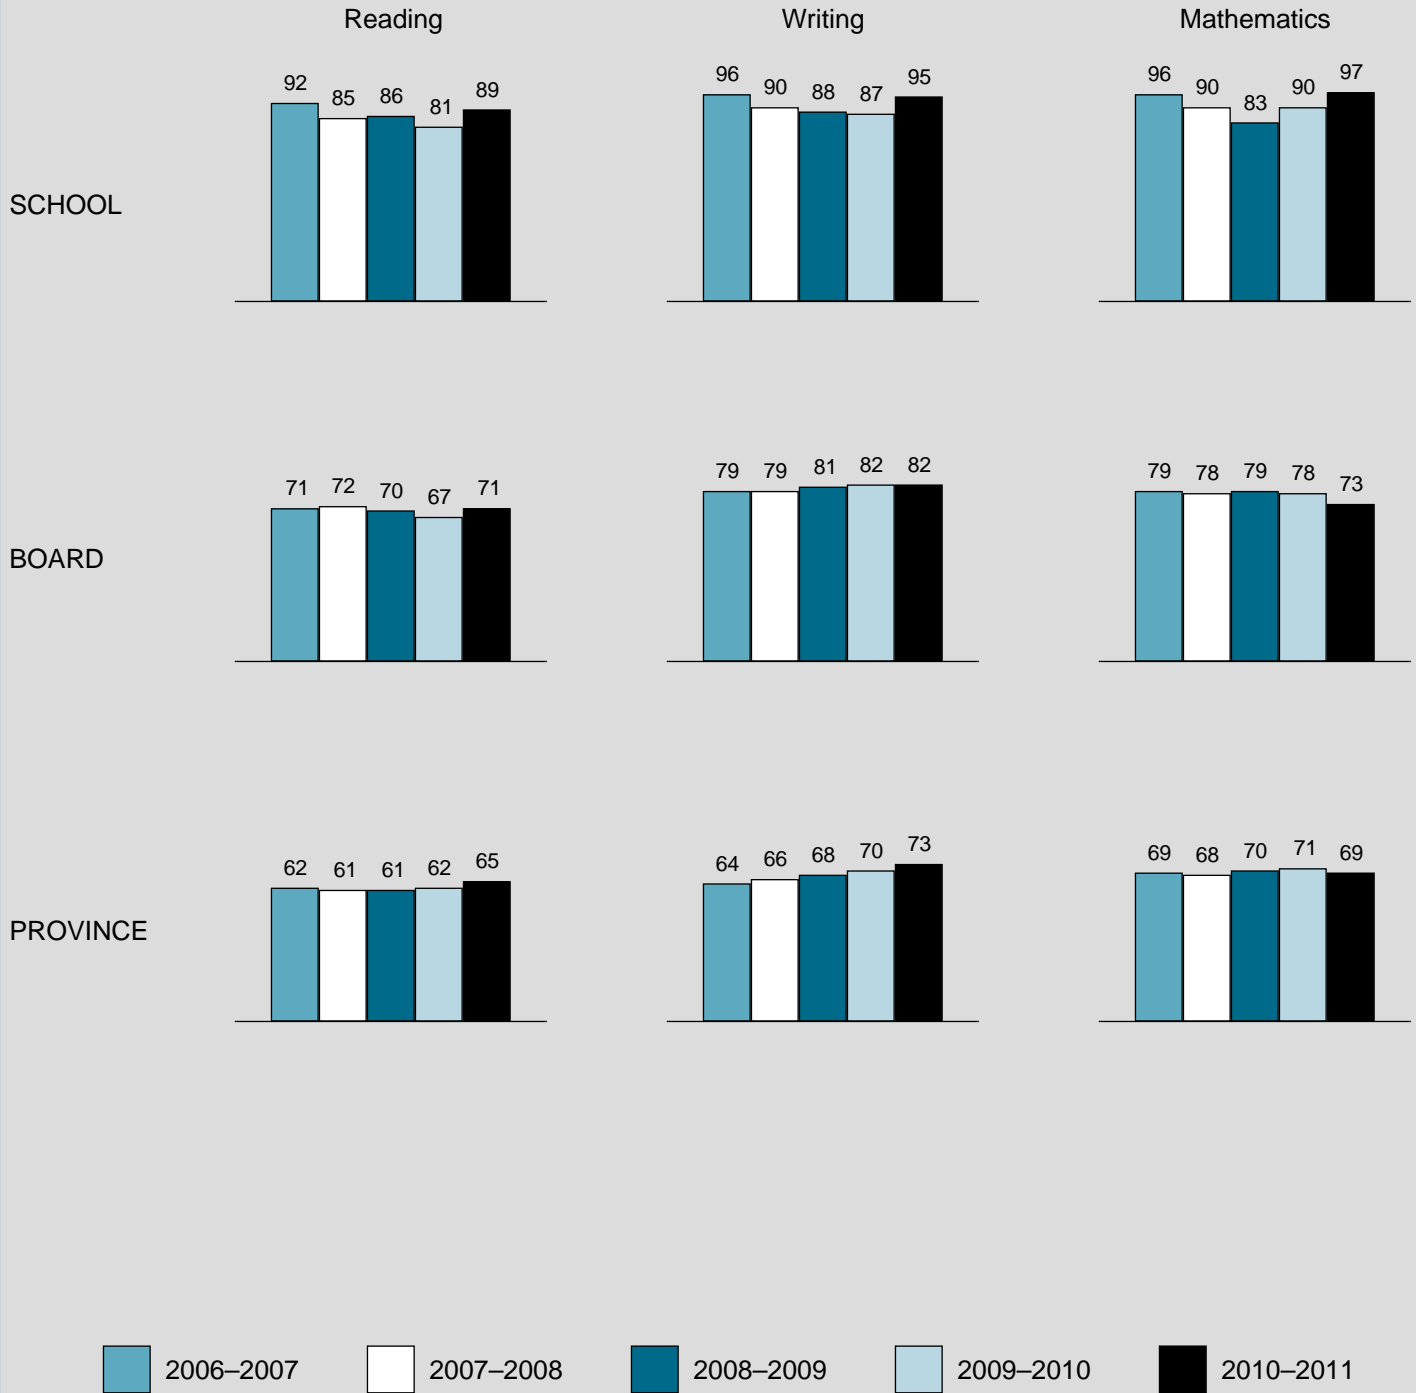 Reading Writing Mathematics
92 85 86 81 89
96 90 88 87 95
96 90 83 90 97
SCHOOL
71 72 70 67 71
79 79 81 82 82
79 78 79 78 73
BOARD
62 61 61 62 65
64 66 68 70 73
69 68 70 71 69
PROVINCE
2006–2007 2007–2008 2008–2009 2009–2010 2010–2011